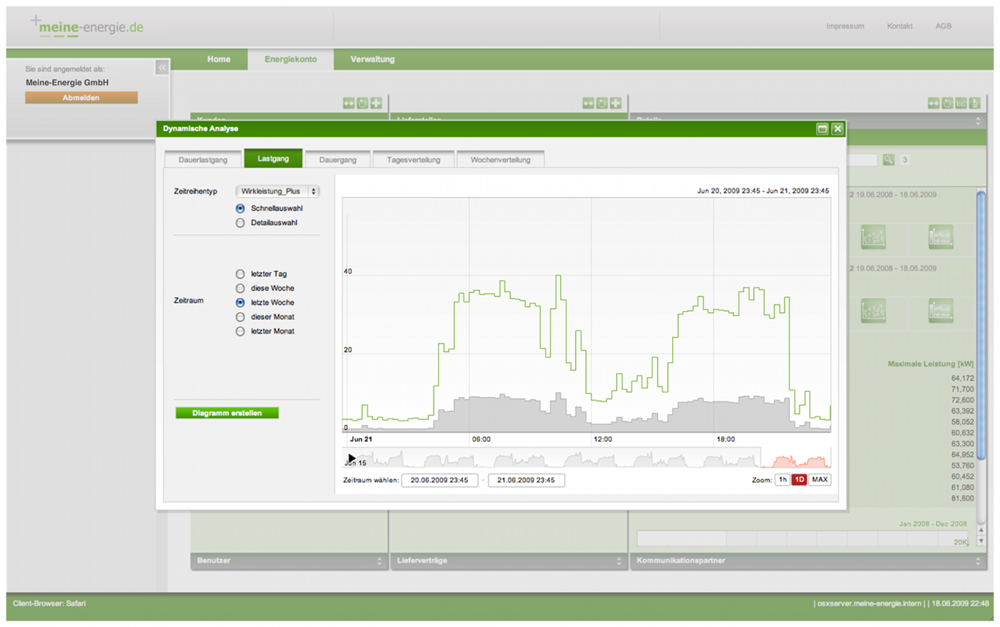 meine-energie.de
Impressum Kontakt AGB
Home Energiekonto Verwaltung
Sie sind angemeldet als:
Meine-Energie GmbH
Abmelden
Dynamische Analyse
Dauerlastgang Lastgang Dauergang Tagesverteilung Wochenverteilung
Zeitreihentyp Wirkleistung_Plus
Schnellauswahl
Detailauswahl
Zeitraum
letzter Tag
diese Woche
letzte Woche
dieser Monat
letzter Monat
Diagramm erstellen
Jun 20, 2009 23:45 - Jun 21, 2009 23:45
40
20
0
Jun 21 06:00 12:00 18:00
Jun 15
Zeitraum wählen: 20.06.2009 23:45 - 21.06.2009 23:45
Zoom: 1h 1D MAX
3
2 19.06.2008 - 18.06.2009
2 19.06.2008 - 18.06.2009
Maximale Leistung [kW]
64,172
71,700
72,600
63,392
58,052
60,632
63,300
64,952
53,760
60,452
61,080
81,600
Jan 2008 - Dec 2008
20K
Benutzer Lieferverträge Kommunikationspartner
Client-Browser: Safari
| osxserver.meine-energie.intern | | 18.06.2009 22:48